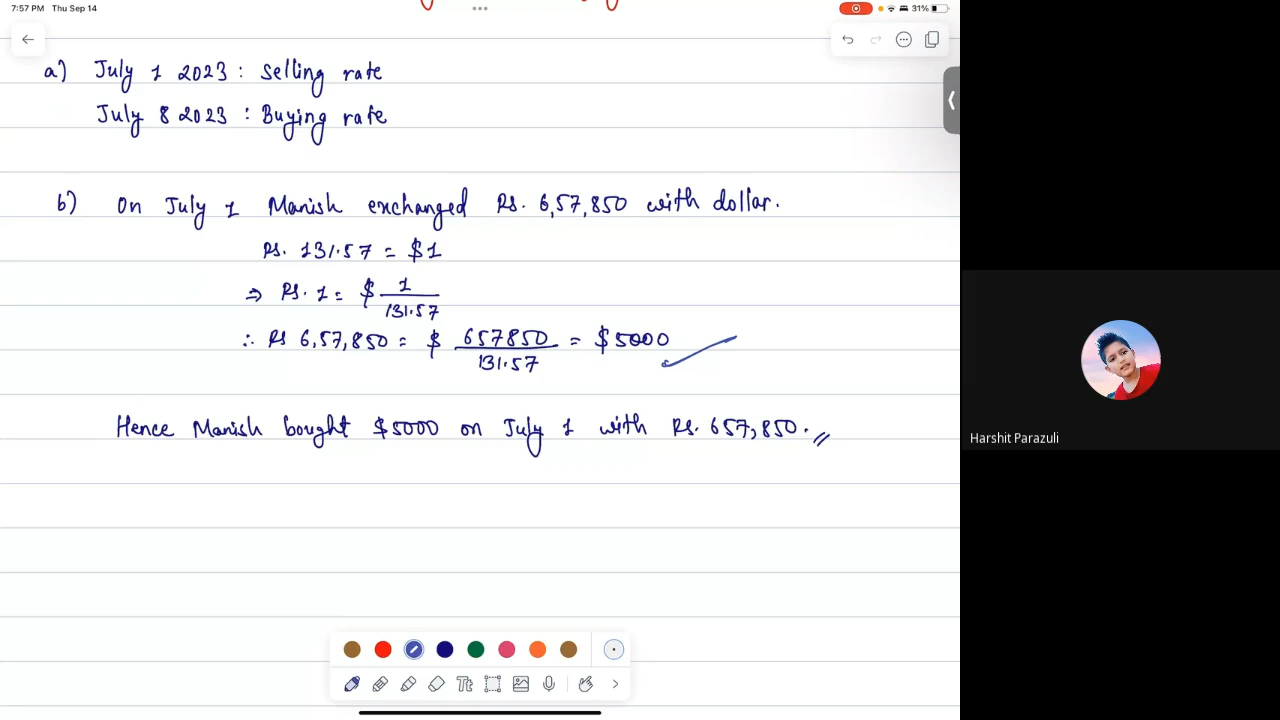 7:57 PM Thu Sep 14
31%
a) July 1 2023 : Selling rate
July 8 2023 : Buying rate
b) On July 1 Manish exchanged Rs. 6,57,850 with dollar.
Rs. 131.57 = $1
⇒ Rs. 1 = $ 1/131.57
∴ Rs 6,57,850 = $ 657850/131.57 = $5000
Hence Manish bought $5000 on July 1 with Rs. 657,850.
Tt
Harshit Parazuli